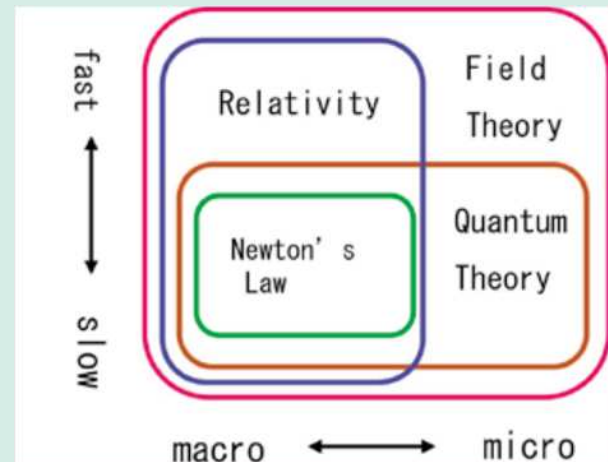 fast
slow
Relativity
Field
Theory
Newton's
Law
Quantum
Theory
macro
micro